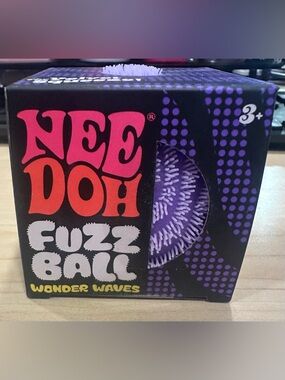 NEE
DOH®
FUZZ
BALL
WONDER WAVES
3+